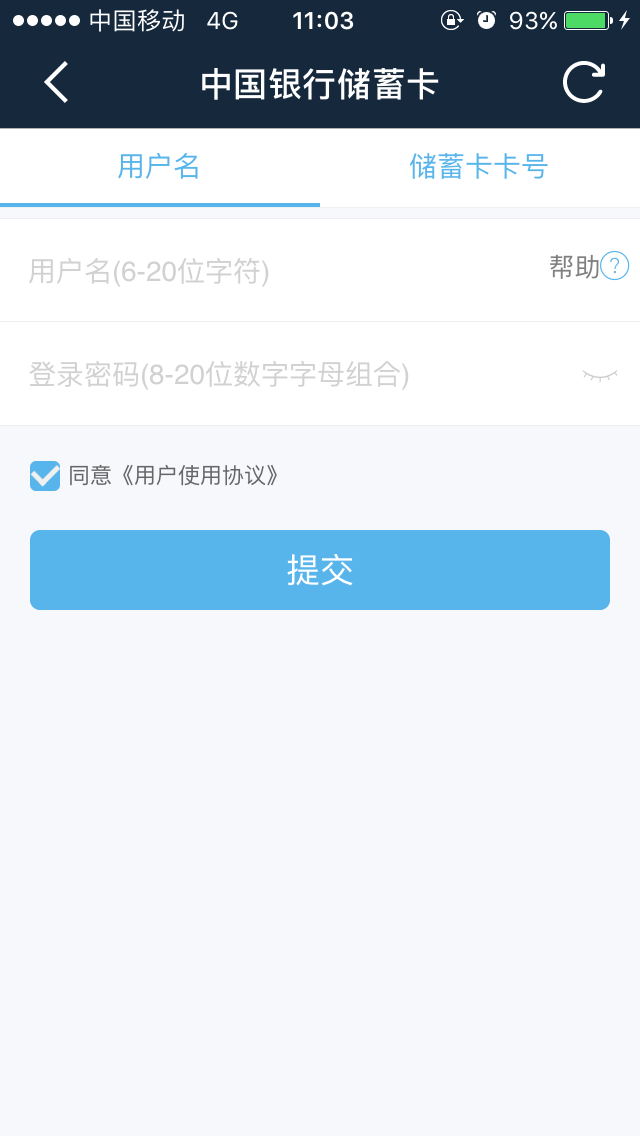 中国移动 4G 11:03 93%
中国银行储蓄卡
用户名 储蓄卡卡号
用户名(6-20位字符) 帮助?
登录密码(8-20位数字字母组合)
同意《用户使用协议》
提交